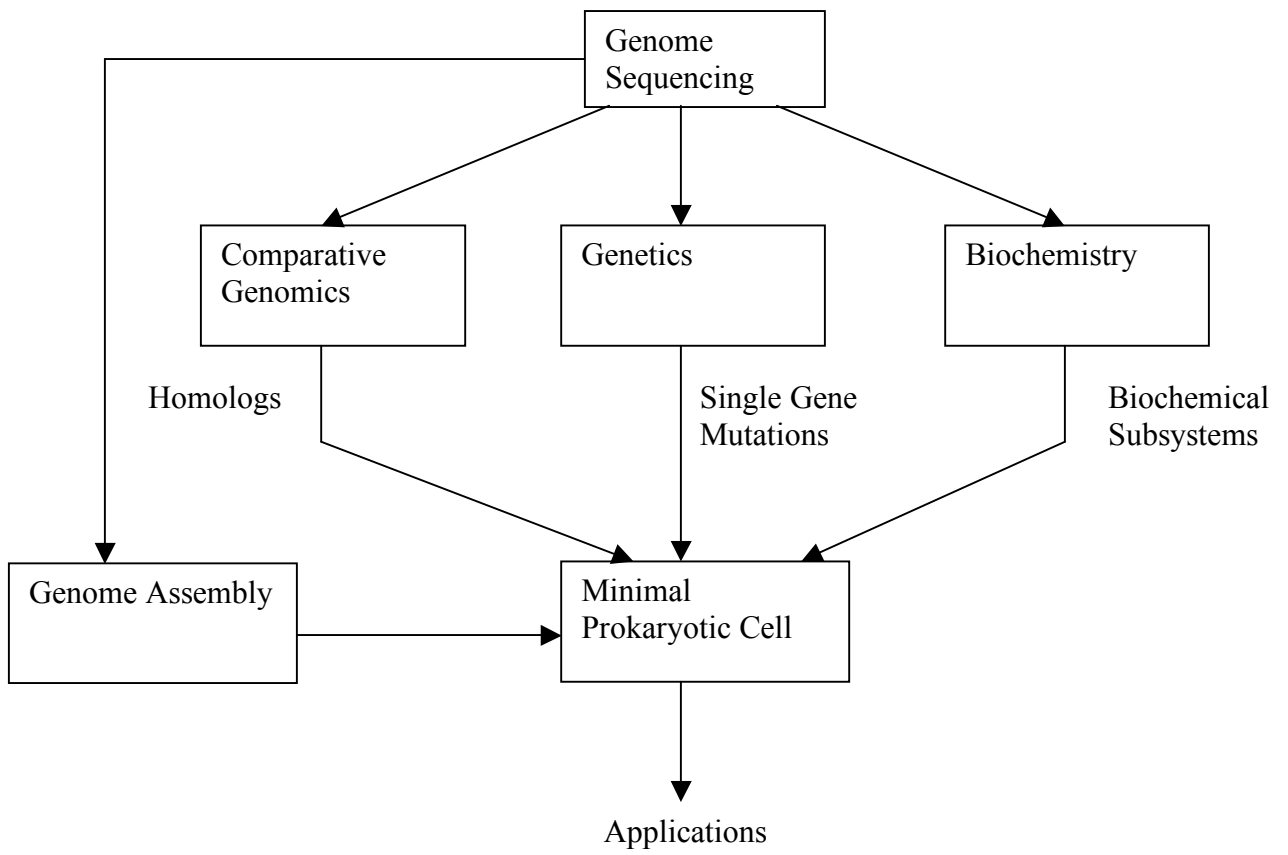 Genome
Sequencing
Comparative
Genomics
Genetics
Biochemistry
Homologs
Single Gene
Mutations
Biochemical
Subsystems
Genome Assembly
Minimal
Prokaryotic Cell
Applications